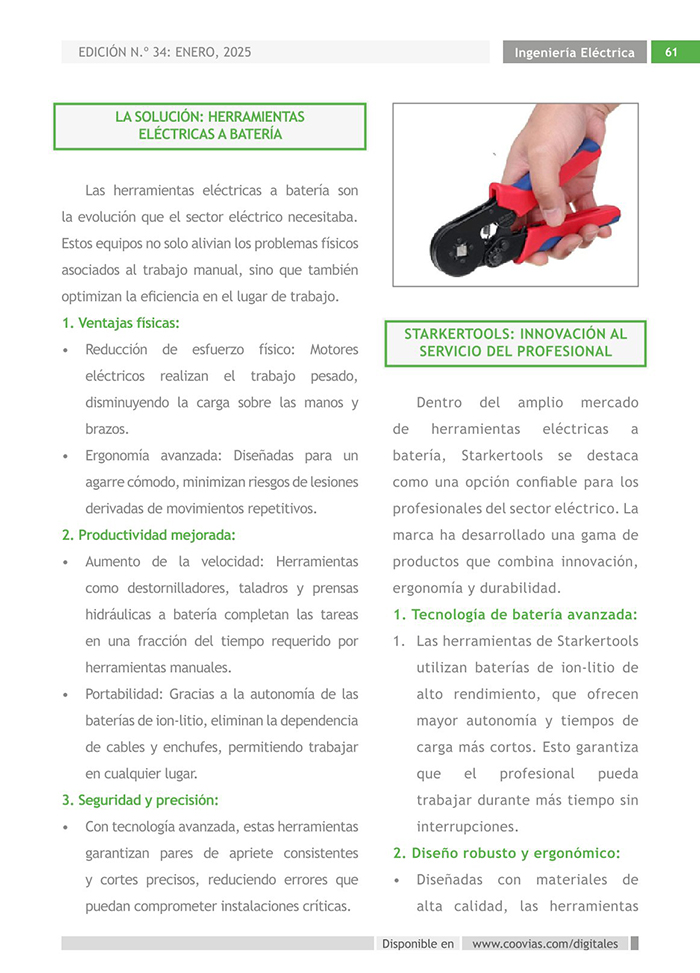 EDICIÓN N.º 34: ENERO, 2025
Ingeniería Eléctrica
61
LA SOLUCIÓN: HERRAMIENTAS
ELÉCTRICAS A BATERÍA
Las herramientas eléctricas a batería son
la evolución que el sector eléctrico necesitaba.
Estos equipos no solo alivian los problemas físicos
asociados al trabajo manual, sino que también
optimizan la eficiencia en el lugar de trabajo.
1. Ventajas físicas:
• Reducción de esfuerzo físico: Motores
eléctricos realizan el trabajo pesado,
disminuyendo la carga sobre las manos y
brazos.
• Ergonomía avanzada: Diseñadas para un
agarre cómodo, minimizan riesgos de lesiones
derivadas de movimientos repetitivos.
2. Productividad mejorada:
• Aumento de la velocidad: Herramientas
como destornilladores, taladros y prensas
hidráulicas a batería completan las tareas
en una fracción del tiempo requerido por
herramientas manuales.
• Portabilidad: Gracias a la autonomía de las
baterías de ion-litio, eliminan la dependencia
de cables y enchufes, permitiendo trabajar
en cualquier lugar.
3. Seguridad y precisión:
• Con tecnología avanzada, estas herramientas
garantizan pares de apriete consistentes
y cortes precisos, reduciendo errores que
puedan comprometer instalaciones críticas.
STARKERTOOLS: INNOVACIÓN AL
SERVICIO DEL PROFESIONAL
Dentro del amplio mercado
de herramientas eléctricas a
batería, Starkertools se destaca
como una opción confiable para los
profesionales del sector eléctrico. La
marca ha desarrollado una gama de
productos que combina innovación,
ergonomía y durabilidad.
1. Tecnología de batería avanzada:
1. Las herramientas de Starkertools
utilizan baterías de ion-litio de
alto rendimiento, que ofrecen
mayor autonomía y tiempos de
carga más cortos. Esto garantiza
que el profesional pueda
trabajar durante más tiempo sin
interrupciones.
2. Diseño robusto y ergonómico:
• Diseñadas con materiales de
alta calidad, las herramientas
Disponible en
www.coovias.com/digitales